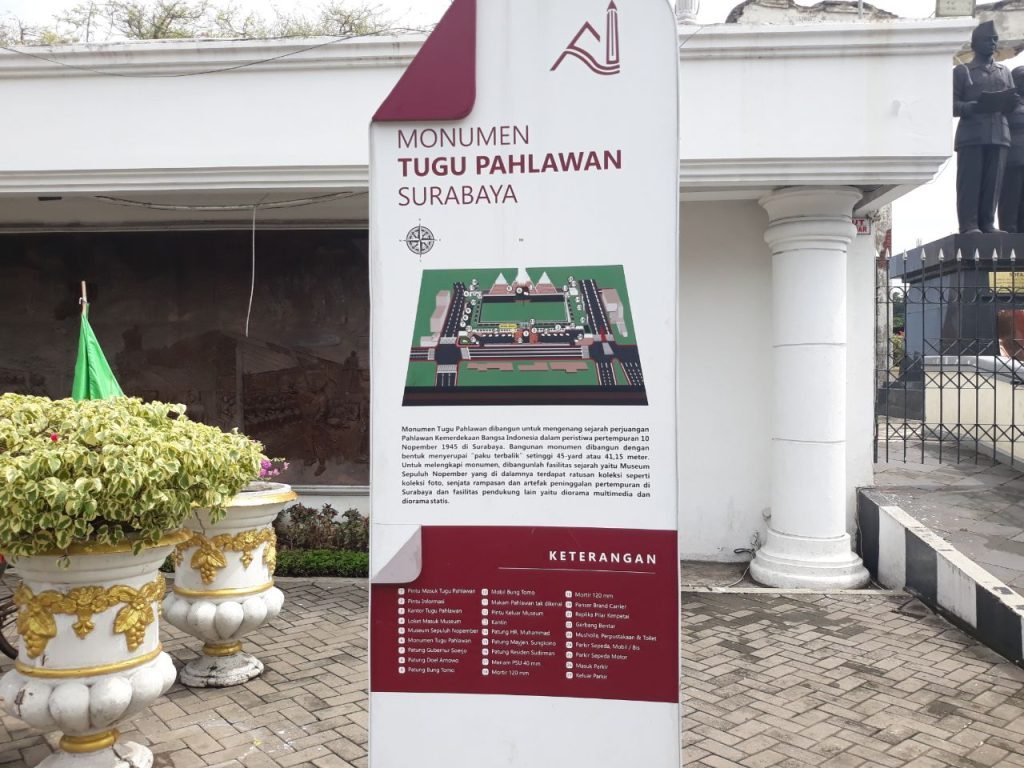 MONUMEN
TUGU PAHLAWAN
SURABAYA
Monumen Tugu Pahlawan dibangun untuk mengenang sejarah perjuangan
Pahlawan Kemerdekaan Bangsa Indonesia dalam peristiwa pertempuran 10
Nopember 1945 di Surabaya. Bangunan monumen dibangun dengan
bentuk menyerupai "paku terbalik" setinggi 45-yard atau 41,15 meter.
Untuk melengkapi monumen, dibangunlah fasilitas sejarah yaitu Museum
Sepuluh Nopember yang di dalamnya terdapat ratusan koleksi seperti
koleksi foto, senjata rampasan dan artefak peninggalan pertempuran di
Surabaya dan fasilitas pendukung lain yaitu diorama multimedia dan
diorama statis.
KETERANGAN
Pintu Masuk Tugu Pahlawan
Pintu Informasi
Kantor Tugu Pahlawan
Loket Masuk Museum
Museum Sepuluh Nopember
Monumen Tugu Pahlawan
Patung Gubernur Soerjo
Patung Doel Arnowo
Patung Bung Tomo
Mobil Bung Tomo
Makam Pahlawan tak dikenal
Pintu Keluar Museum
Kantin
Patung HR. Muhammad
Patung Mayjen. Sungkono
Patung Residen Sudirman
Meriam PSU 40 mm
Mortir 120 mm
Mortir 120 mm
Panser Brand Carrier
Replika Pilar Kenpetai
Gerbang Bentar
Musholla, Perpustakaan & Toilet
Parkir Sepeda, Mobil / Bis
Parkir Sepeda Motor
Masuk Parkir
Keluar Parkir